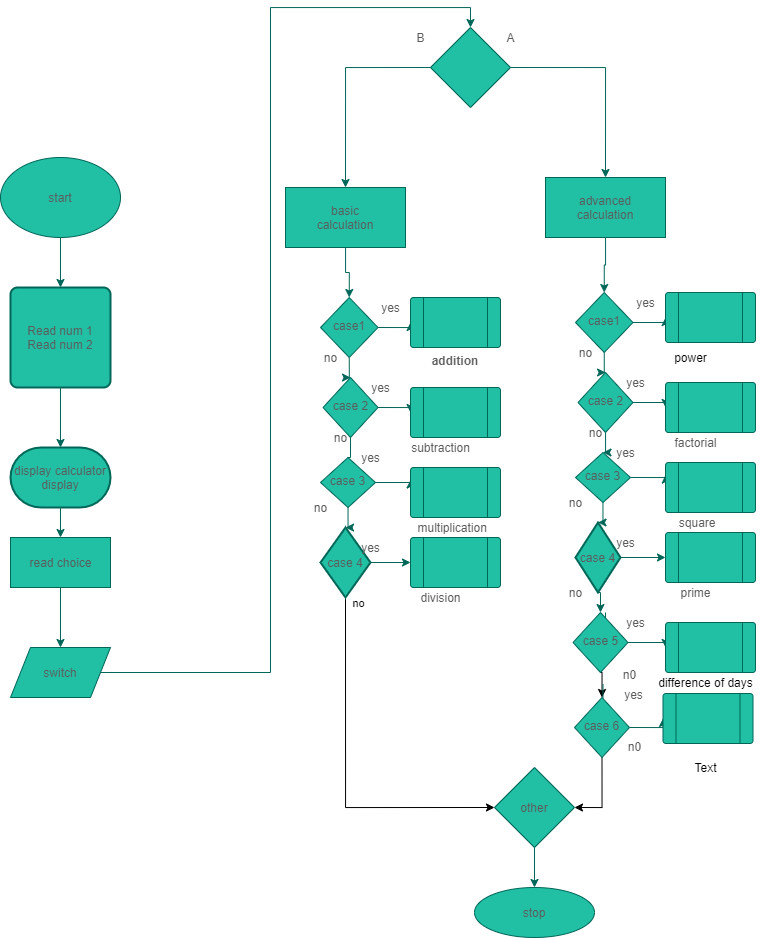 start
Read num 1
Read num 2
display calculator
display
read choice
switch
B
A
basic
calculation
case1
yes
no
addition
case 2
yes
no
subtraction
case 3
yes
no
multiplication
case 4
yes
no
division
advanced
calculation
case1
yes
no
power
case 2
yes
no
factorial
case 3
yes
no
square
case 4
yes
no
prime
case 5
yes
n0
difference of days
case 6
yes
n0
Text
other
stop